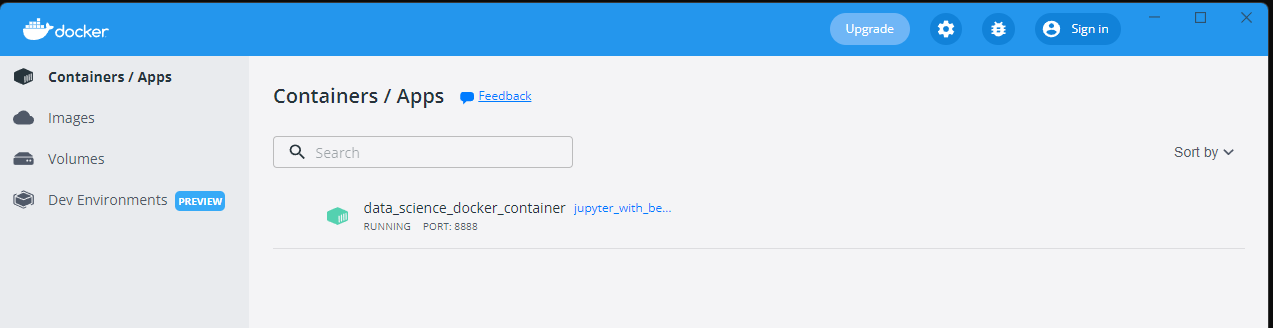 docker
Upgrade
Sign in
Containers / Apps
Images
Volumes
Dev Environments PREVIEW
Containers / Apps Feedback
Search
Sort by
data_science_docker_container jupyter_with_be...
RUNNING PORT: 8888